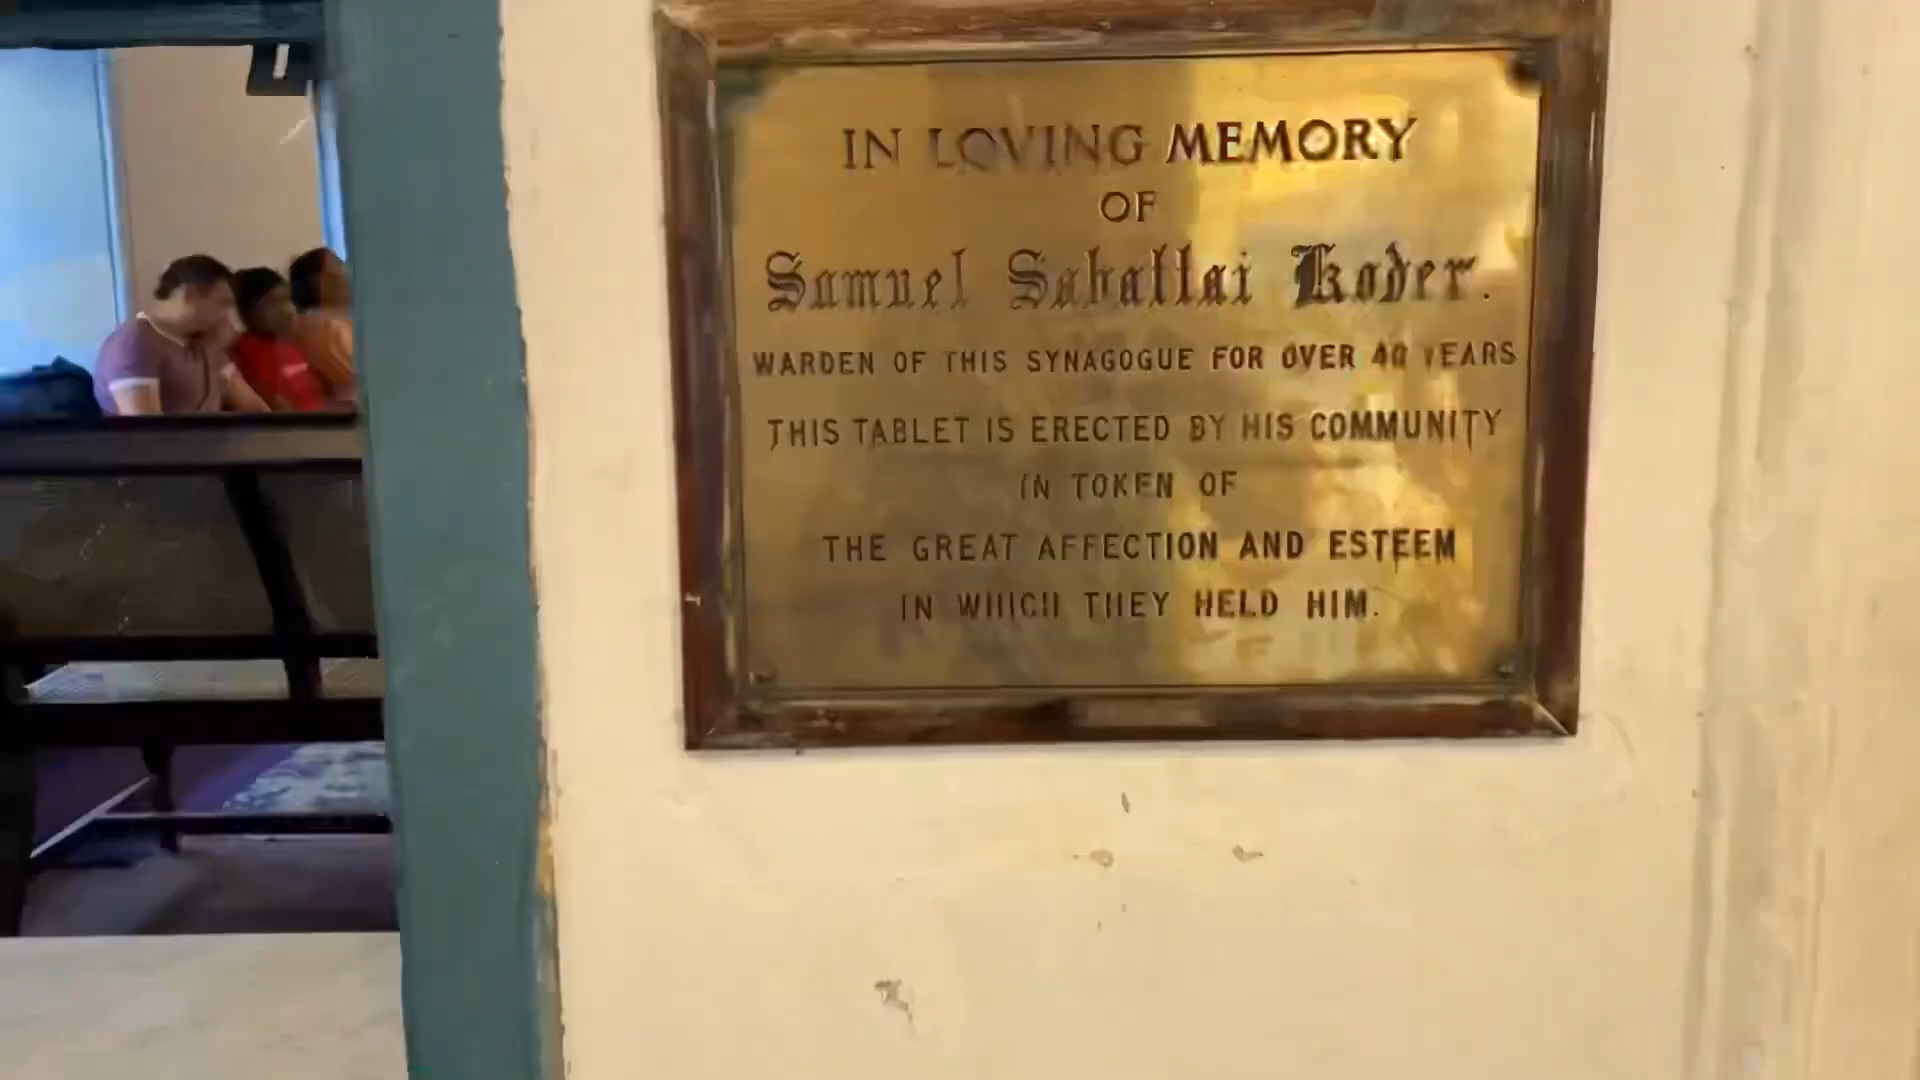 IN LOVING MEMORY
OF
Samuel Sabattai Koder.
WARDEN OF THIS SYNAGOGUE FOR OVER 40 YEARS
THIS TABLET IS ERECTED BY HIS COMMUNITY
IN TOKEN OF
THE GREAT AFFECTION AND ESTEEM
IN WHICH THEY HELD HIM.